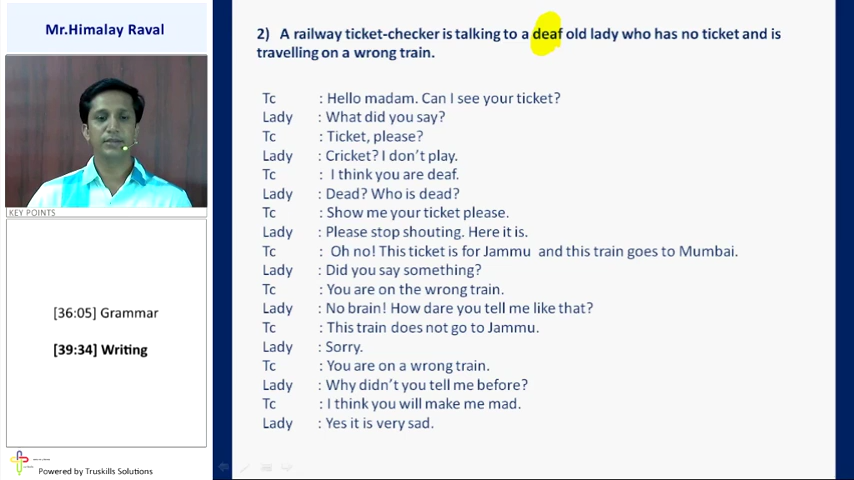 Mr.Himalay Raval
KEY POINTS
[36:05] Grammar
[39:34] Writing
Powered by Truskills Solutions
2) A railway ticket-checker is talking to a deaf old lady who has no ticket and is
travelling on a wrong train.
Tc : Hello madam. Can I see your ticket?
Lady : What did you say?
Tc : Ticket, please?
Lady : Cricket? I don't play.
Tc : I think you are deaf.
Lady : Dead? Who is dead?
Tc : Show me your ticket please.
Lady : Please stop shouting. Here it is.
Tc : Oh no! This ticket is for Jammu and this train goes to Mumbai.
Lady : Did you say something?
Tc : You are on the wrong train.
Lady : No brain! How dare you tell me like that?
Tc : This train does not go to Jammu.
Lady : Sorry.
Tc : You are on a wrong train.
Lady : Why didn't you tell me before?
Tc : I think you will make me mad.
Lady : Yes it is very sad.